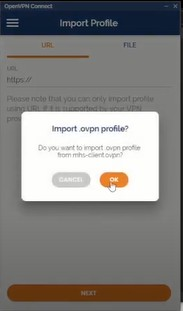 OpenVPN Connect
Import Profile
URL
FILE
URL
https://
Please note that you can only import profile
using URL if it is supported by your VPN
Import .ovpn profile?
Do you want to import .ovpn profile
from mhs-client.ovpn?
CANCEL
OK
NEXT